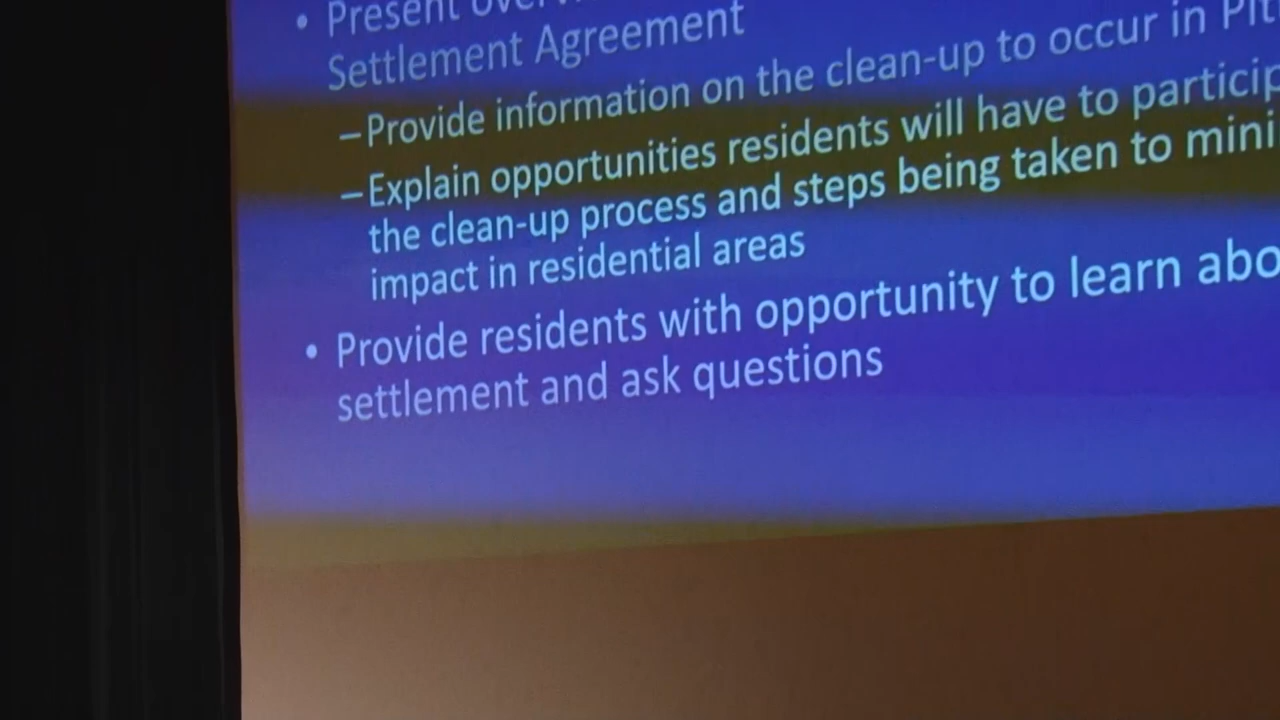 • Present
Settlement Agreement
–Provide information on the clean-up to occur in Pit
–Explain opportunities residents will have to particip
the clean-up process and steps being taken to mini
impact in residential areas
• Provide residents with opportunity to learn abo
settlement and ask questions